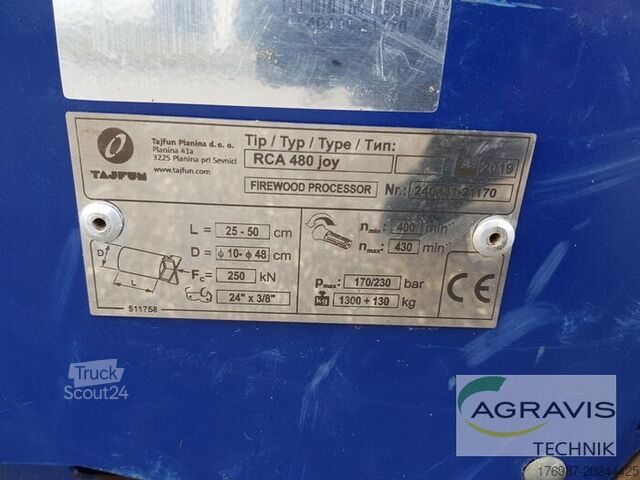 Tajfun Planina d.o.o.
Planina 41a
3225 Planina pri Sevnici
www.tajfun.com
TAJFUN
Tip / Typ / Type / Тип:
RCA 480 joy
2019
FIREWOOD PROCESSOR
Nr.:
L = 25 - 50 cm
D = ϕ 10- ϕ 48 cm
Fc= 250 kN
24" x 3/8"
nmin: 400 min
nmax: 430 min
pmax: 170/230 bar
kg 1300 + 130 kg
CE
D
L
511758
Truck
Scout24
AGRAVIS
TECHNIK